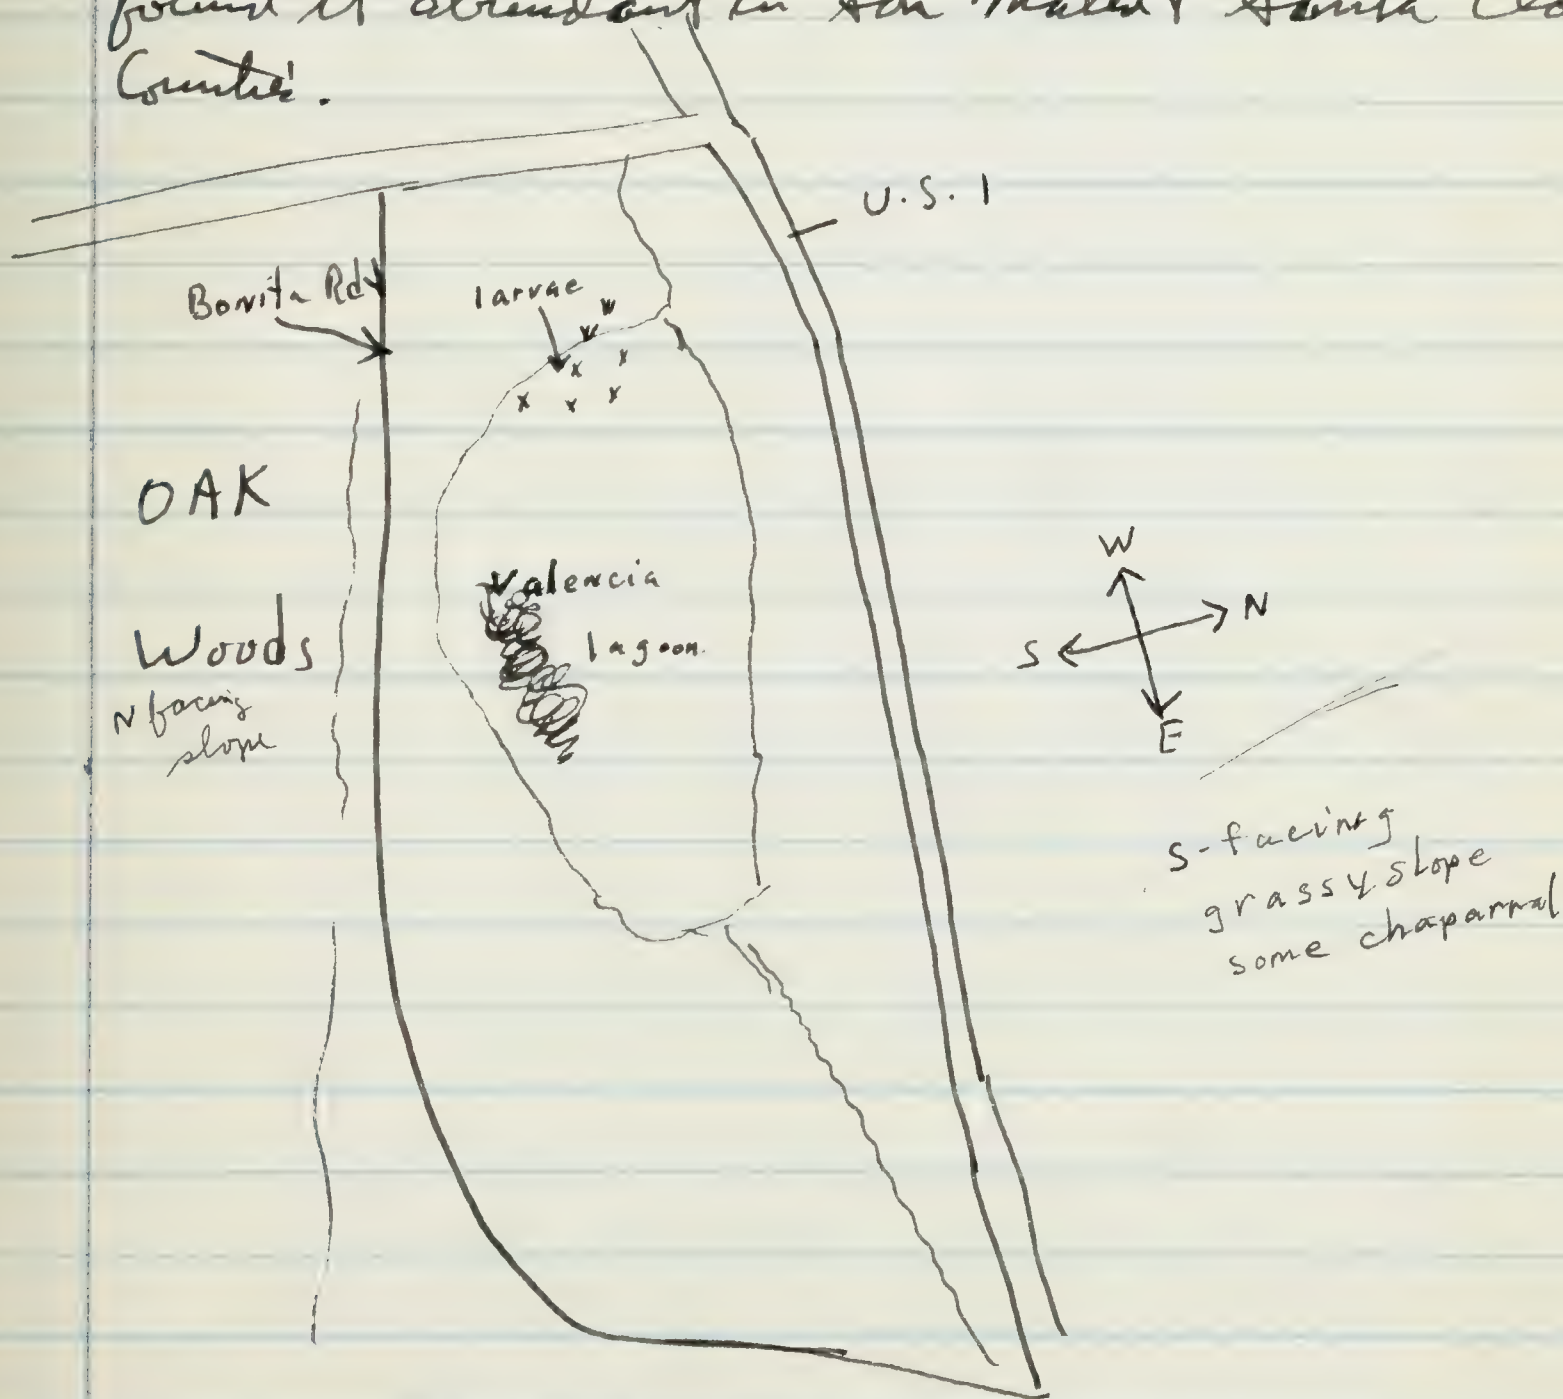 found it abundant in San Mateo & Santa
Counties.
U.S. 1
Bonita Rd
larvae
OAK
Woods
N facing
slope
Valencia
lagoon
W
N
S
E
S-facing
grassy slope
some chaparral